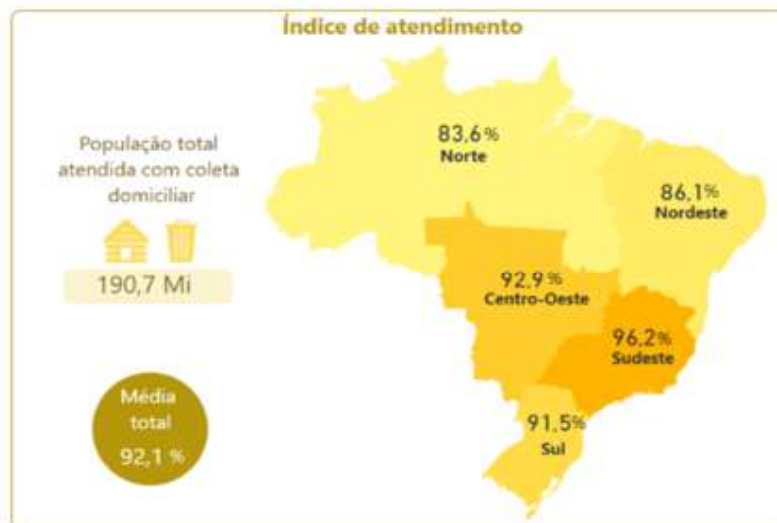 Índice de atendimento
População total
atendida com coleta
domiciliar
190,7 Mi
Média
total
92,1 %
83,6 %
Norte
86,1%
Nordeste
92,9 %
Centro-Oeste
96,2%
Sudeste
91,5%
Sul